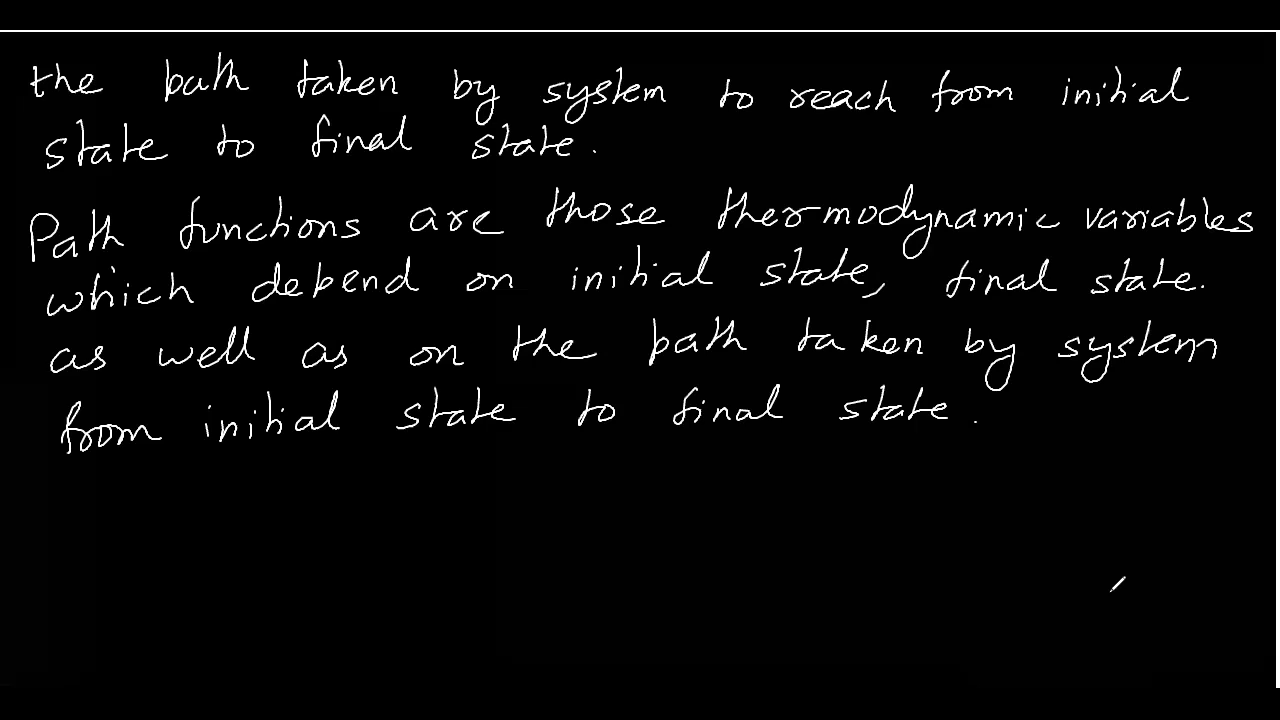 the path taken by system to reach from initial
state to final state.
Path functions are those thermodynamic variables
which depend on initial state, final state.
as well as on the path taken by system
from initial state to final state.